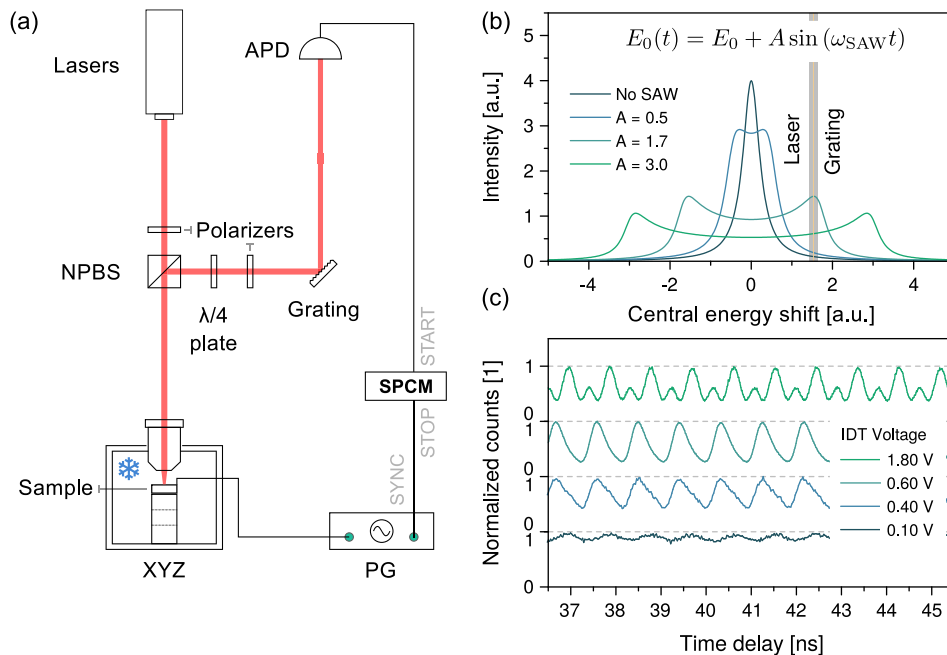 (a)
Lasers
APD
Polarizers
NPBS
λ/4
plate
Grating
START
SPCM
STOP
SYNC
Sample
XYZ
PG
(b)
E₀(t) = E₀ + A sin (ω_SAW t)
No SAW
A = 0.5
A = 1.7
A = 3.0
Laser
Grating
Intensity [a.u.]
5
4
3
2
1
0
-4 -2 0 2 4
Central energy shift [a.u.]
(c)
Normalized counts [1]
1
0
1
0
1
0
1
0
IDT Voltage
1.80 V
0.60 V
0.40 V
0.10 V
37 38 39 40 41 42 43 44 45
Time delay [ns]